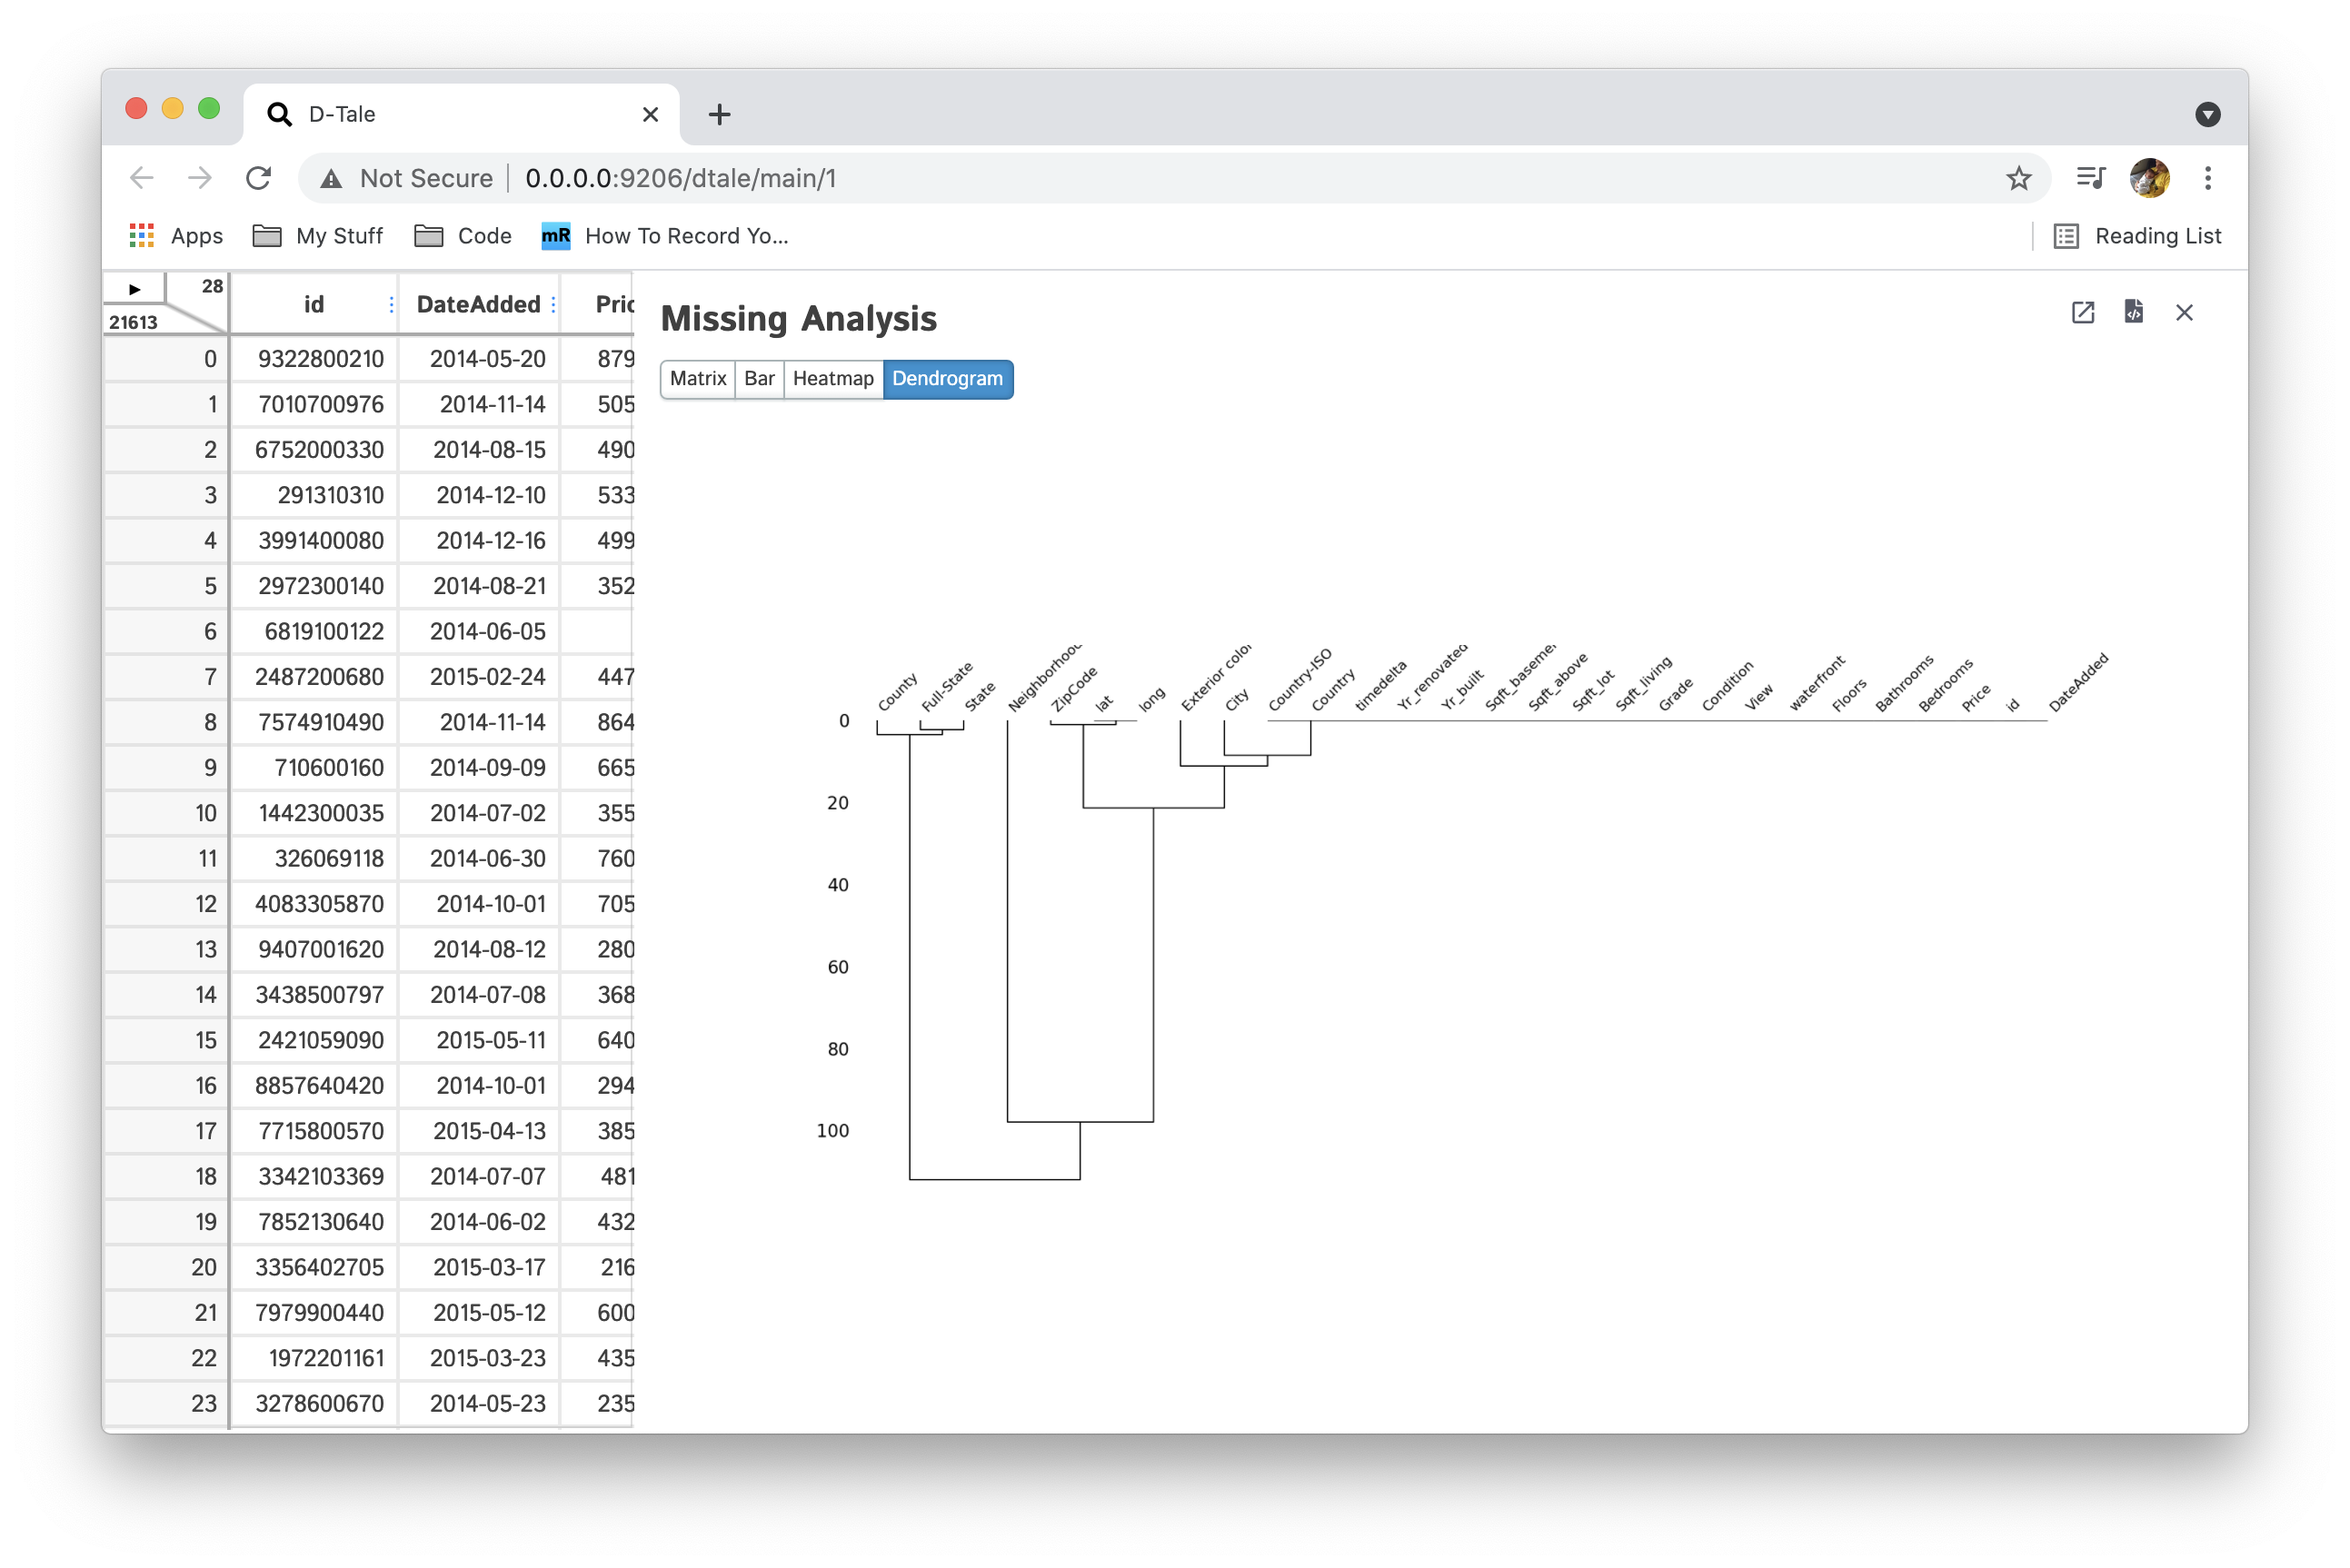 D-Tale
Not Secure 0.0.0.0:9206/dtale/main/1
Apps My Stuff Code mR How To Record Yo... Reading List
28
21613
id DateAdded Pric
Missing Analysis
Matrix Bar Heatmap Dendrogram
0 9322800210 2014-05-20 879
1 7010700976 2014-11-14 505
2 6752000330 2014-08-15 490
3 291310310 2014-12-10 533
4 3991400080 2014-12-16 499
5 2972300140 2014-08-21 352
6 6819100122 2014-06-05
7 2487200680 2015-02-24 447
8 7574910490 2014-11-14 864
9 710600160 2014-09-09 665
10 1442300035 2014-07-02 355
11 326069118 2014-06-30 760
12 4083305870 2014-10-01 705
13 9407001620 2014-08-12 280
14 3438500797 2014-07-08 368
15 2421059090 2015-05-11 640
16 8857640420 2014-10-01 294
17 7715800570 2015-04-13 385
18 3342103369 2014-07-07 481
19 7852130640 2014-06-02 432
20 3356402705 2015-03-17 216
21 7979900440 2015-05-12 600
22 1972201161 2015-03-23 435
23 3278600670 2014-05-23 235
County
Full-State
State
Neighborhood
ZipCode
lat
long
Exterior color
City
Country-ISO
Country
timedelta
Yr_renovated
Yr_built
Sqft_basemen
Sqft_above
Sqft_lot
Sqft_living
Grade
Condition
View
waterfront
Floors
Bathrooms
Bedrooms
Price
id
DateAdded
0
20
40
60
80
100